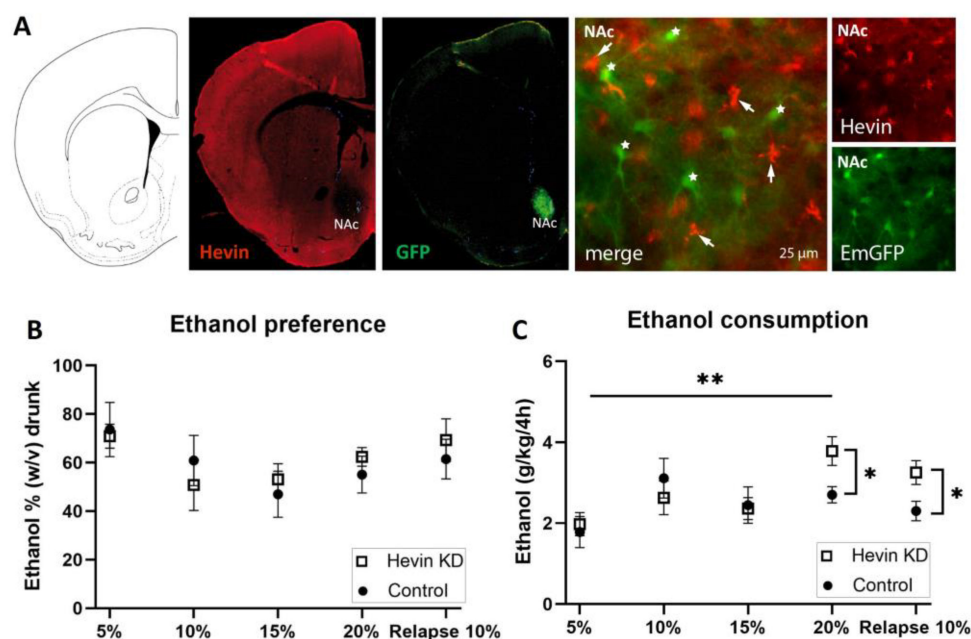 A
Hevin
NAc
GFP
NAc
NAc
merge
25 µm
NAc
Hevin
NAc
EmGFP
B
Ethanol preference
Ethanol % (w/v) drunk
100
80
60
40
20
0
5%
10%
15%
20%
Relapse 10%
Hevin KD
Control
C
Ethanol consumption
Ethanol (g/kg/4h)
6
4
2
0
**
*
*
5%
10%
15%
20%
Relapse 10%
Hevin KD
Control